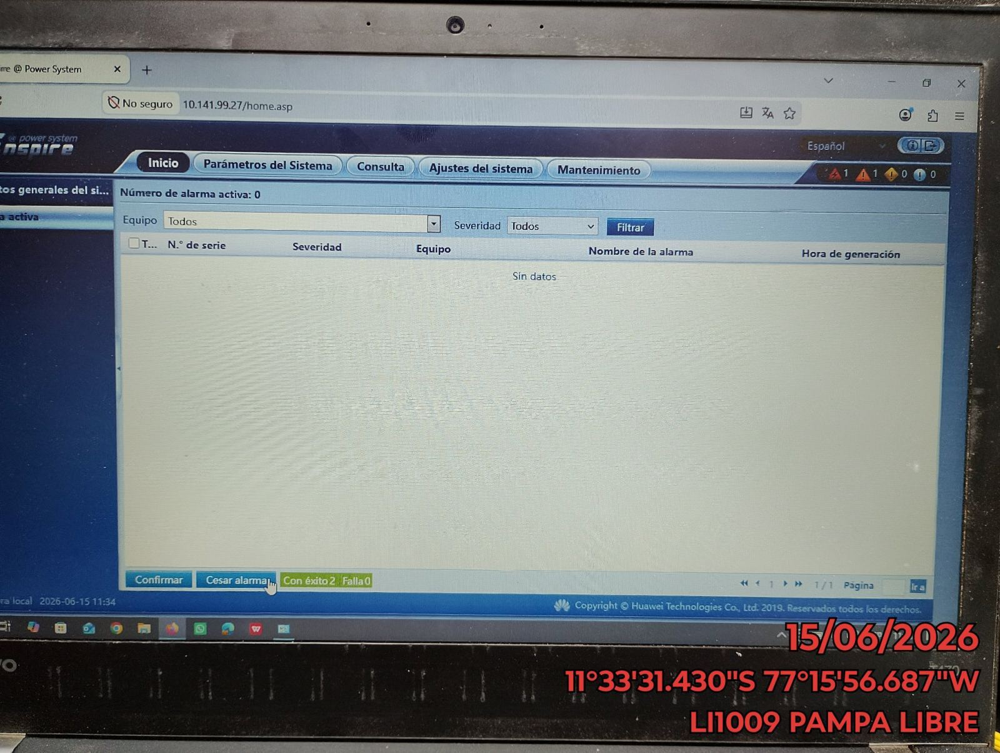 @ Power System
No seguro 10.141.99.27/home.asp
power system
nspire
Español
Inicio Parámetros del Sistema Consulta Ajustes del sistema Mantenimiento
1 1 0 0
tos generales del si...
a activa
Número de alarma activa: 0
Equipo Todos Severidad Todos Filtrar
T... N.° de serie Severidad Equipo Nombre de la alarma Hora de generación
Sin datos
Confirmar Cesar alarma Con éxito 2 Falla 0
1 1 / 1 Página Ir a
ra local 2026-06-15 11:34
Copyright © Huawei Technologies Co., Ltd. 2019. Reservados todos los derechos.
15/06/2026
11°33'31.430"S 77°15'56.687"W
LI1009 PAMPA LIBRE